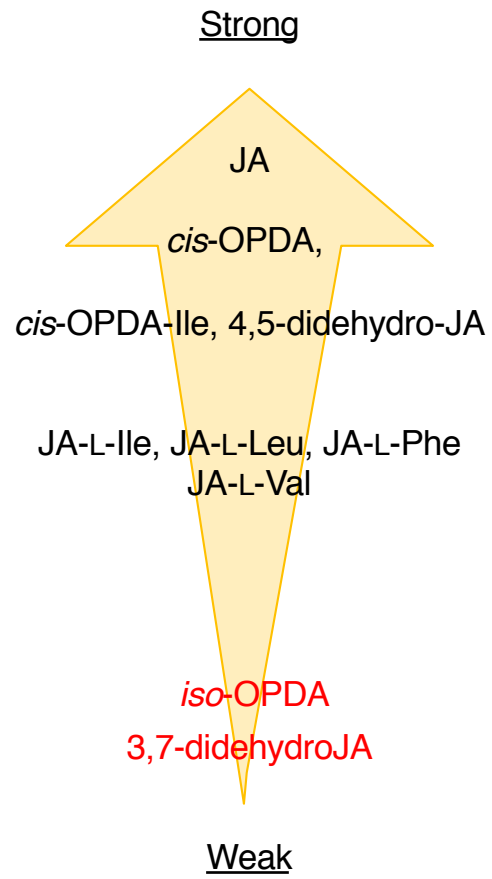 Strong
JA
cis-OPDA,
cis-OPDA-Ile, 4,5-didehydro-JA
JA-L-Ile, JA-L-Leu, JA-L-Phe
JA-L-Val
iso-OPDA
3,7-didehydroJA
Weak